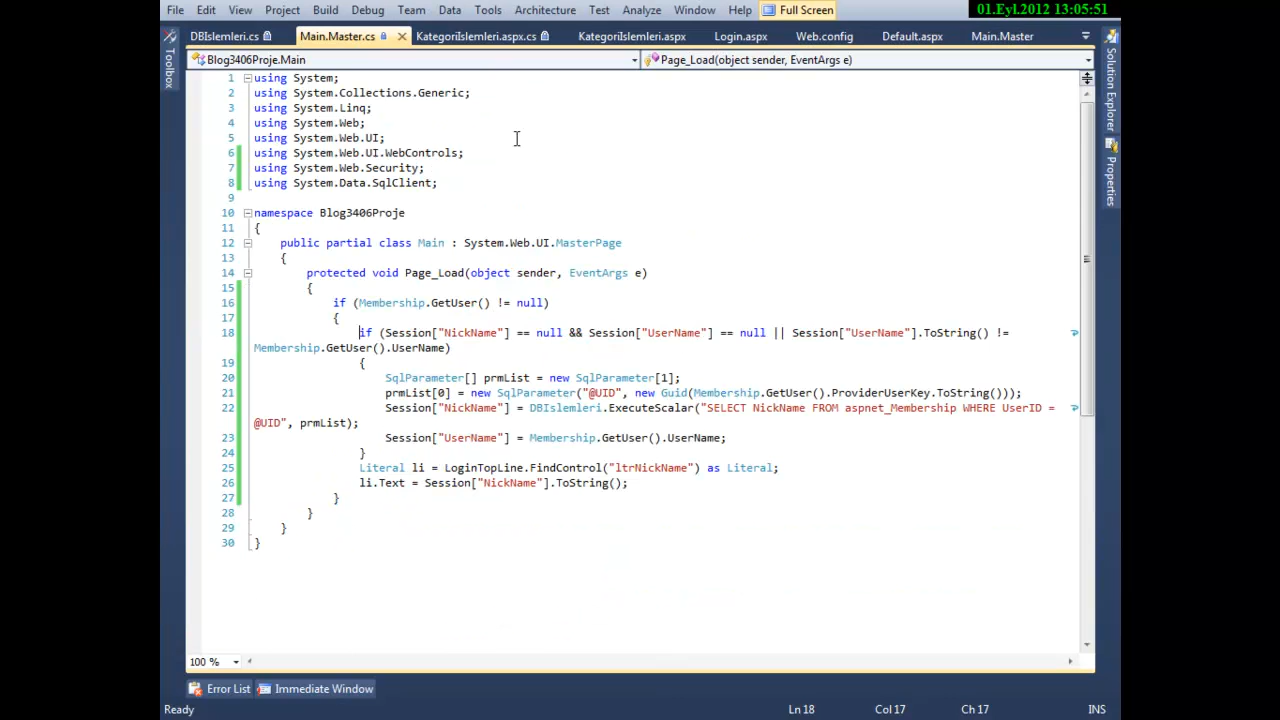 File Edit View Project Build Debug Team Data Tools Architecture Test Analyze Window Help Full Screen
01.Eyl.2012 13:05:51
DBIslemleri.cs Main.Master.cs KategoriIslemleri.aspx.cs KategoriIslemleri.aspx Login.aspx Web.config Default.aspx Main.Master
Toolbox
Solution Explorer
Properties
Blog3406Proje.Main Page_Load(object sender, EventArgs e)
1 using System;
2 using System.Collections.Generic;
3 using System.Linq;
4 using System.Web;
5 using System.Web.UI;
6 using System.Web.UI.WebControls;
7 using System.Web.Security;
8 using System.Data.SqlClient;
9
10 namespace Blog3406Proje
11 {
12 public partial class Main : System.Web.UI.MasterPage
13 {
14 protected void Page_Load(object sender, EventArgs e)
15 {
16 if (Membership.GetUser() != null)
17 {
18 if (Session["NickName"] == null && Session["UserName"] == null || Session["UserName"].ToString() !=
Membership.GetUser().UserName)
19 {
20 SqlParameter[] prmList = new SqlParameter[1];
21 prmList[0] = new SqlParameter("@UID", new Guid(Membership.GetUser().ProviderUserKey.ToString()));
22 Session["NickName"] = DBIslemleri.ExecuteScalar("SELECT NickName FROM aspnet_Membership WHERE UserID =
@UID", prmList);
23 Session["UserName"] = Membership.GetUser().UserName;
24 }
25 Literal li = LoginTopLine.FindControl("ltrNickName") as Literal;
26 li.Text = Session["NickName"].ToString();
27 }
28 }
29 }
30 }
100 %
Error List Immediate Window
Ready Ln 18 Col 17 Ch 17 INS